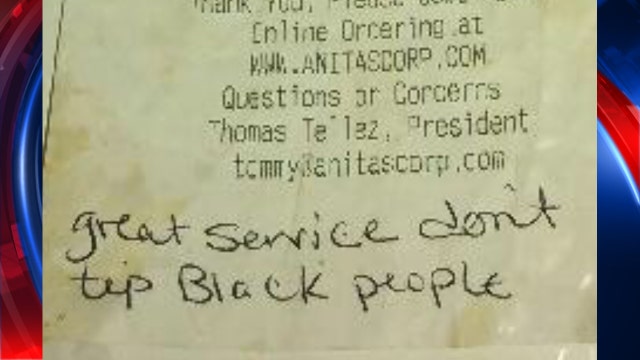 Thank You, Please
Online Ordering at
WWW.ANITASCORP.COM
Questions or Concerns
Thomas Tellez, President
tommy@anitascorp.com
great service don't
tip Black people